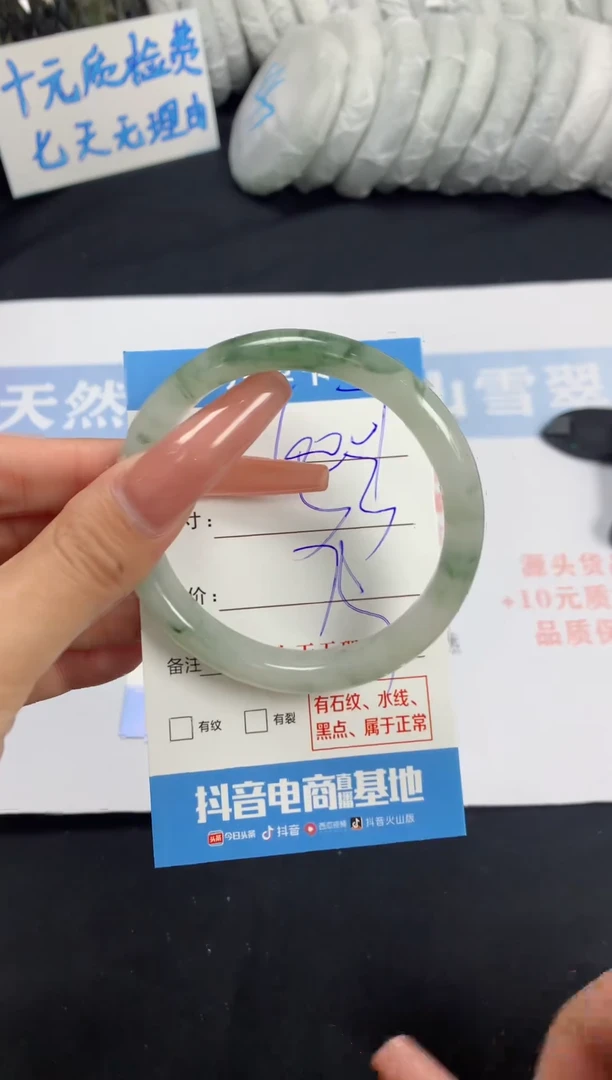 十元质检费
七天无理由
天然
山雪翠
寸：
价：
源头货
+10元质
品质保
备注
有纹
有裂
有石纹、水线、
黑点、属于正常
抖音电商直播基地
头条 今日头条 抖音 西瓜视频 抖音火山版